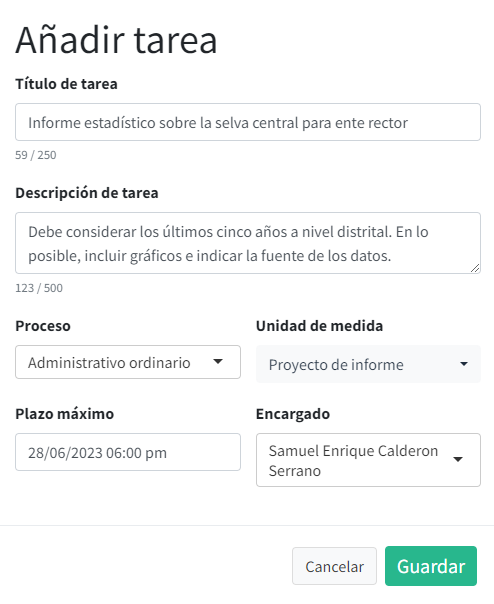 Añadir tarea
Título de tarea
Informe estadístico sobre la selva central para ente rector
59 / 250
Descripción de tarea
Debe considerar los últimos cinco años a nivel distrital. En lo
posible, incluir gráficos e indicar la fuente de los datos.
123 / 500
Proceso
Unidad de medida
Administrativo ordinario
Proyecto de informe
Plazo máximo
Encargado
28/06/2023 06:00 pm
Samuel Enrique Calderon
Serrano
Cancelar
Guardar